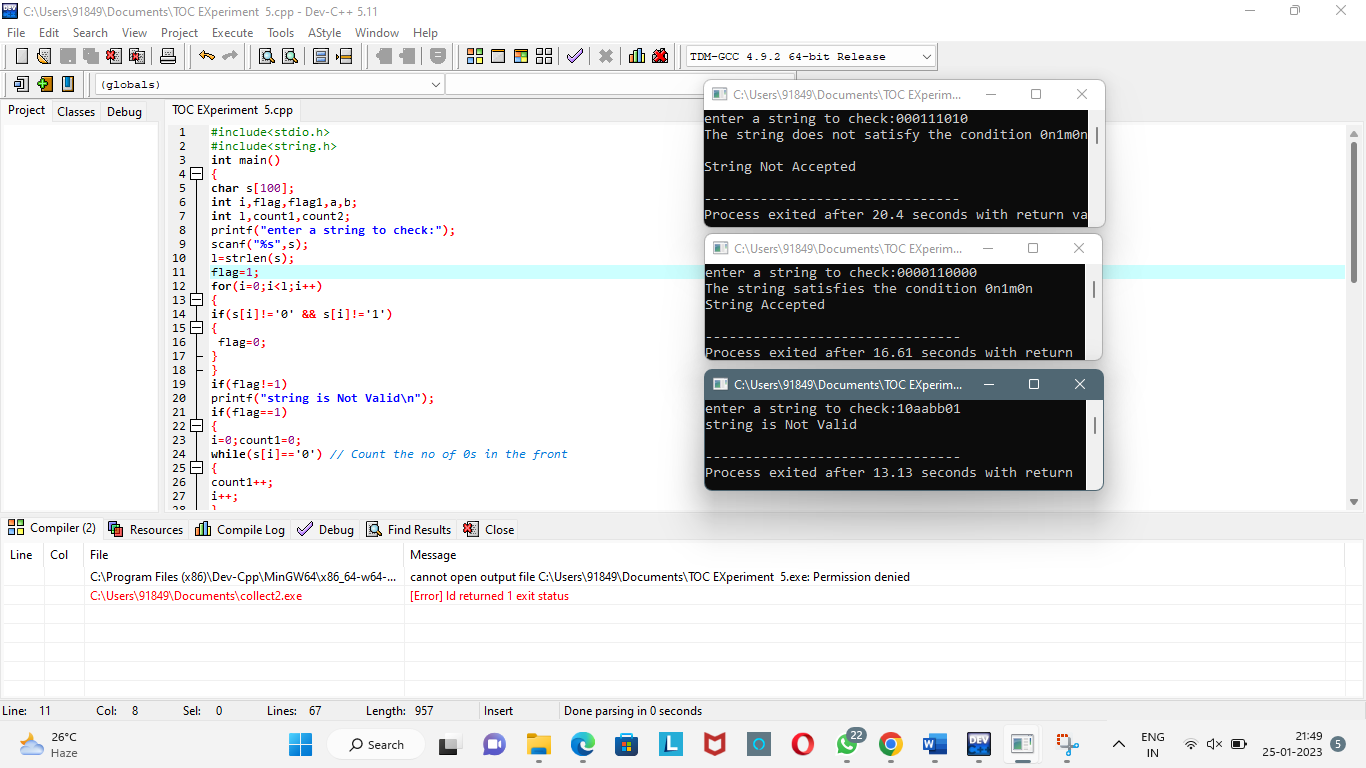 C:\Users\91849\Documents\TOC EXperiment 5.cpp - Dev-C++ 5.11
File Edit Search View Project Execute Tools AStyle Window Help
TDM-GCC 4.9.2 64-bit Release
(globals)
Project Classes Debug
TOC EXperiment 5.cpp
1 #include<stdio.h>
2 #include<string.h>
3 int main()
4 {
5 char s[100];
6 int i,flag,flag1,a,b;
7 int l,count1,count2;
8 printf("enter a string to check:");
9 scanf("%s",s);
10 l=strlen(s);
11 flag=1;
12 for(i=0;i<l;i++)
13 {
14 if(s[i]!='0' && s[i]!='1')
15 {
16 flag=0;
17 }
18 }
19 if(flag!=1)
20 printf("string is Not Valid\n");
21 if(flag==1)
22 {
23 i=0;count1=0;
24 while(s[i]=='0') // Count the no of 0s in the front
25 {
26 count1++;
27 i++;
28 }
C:\Users\91849\Documents\TOC EXperim...
enter a string to check:000111010
The string does not satisfy the condition 0n1m0n
String Not Accepted
--------------------------------
Process exited after 20.4 seconds with return va
C:\Users\91849\Documents\TOC EXperim...
enter a string to check:0000110000
The string satisfies the condition 0n1m0n
String Accepted
--------------------------------
Process exited after 16.61 seconds with return
C:\Users\91849\Documents\TOC EXperim...
enter a string to check:10aabb01
string is Not Valid
--------------------------------
Process exited after 13.13 seconds with return
Compiler (2) Resources Compile Log Debug Find Results Close
Line Col File Message
C:\Program Files (x86)\Dev-Cpp\MinGW64\x86_64-w64-... cannot open output file C:\Users\91849\Documents\TOC EXperiment 5.exe: Permission denied
C:\Users\91849\Documents\collect2.exe [Error] ld returned 1 exit status
Line: 11 Col: 8 Sel: 0 Lines: 67 Length: 957 Insert Done parsing in 0 seconds
26°C
Haze
Search
22
ENG
IN
21:49
25-01-2023
5